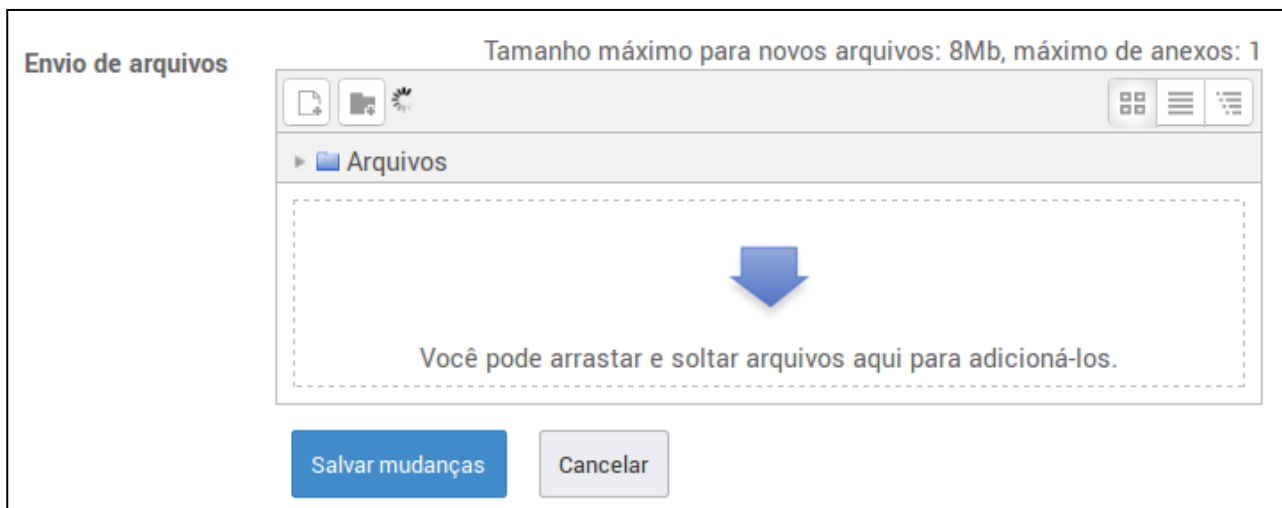 Envio de arquivos
Tamanho máximo para novos arquivos: 8Mb, máximo de anexos: 1
Arquivos
Você pode arrastar e soltar arquivos aqui para adicioná-los.
Salvar mudanças
Cancelar